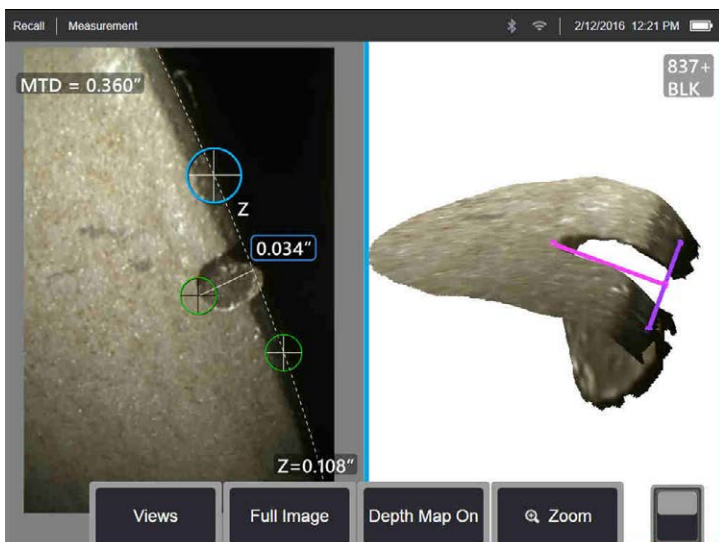 Recall | Measurement
2/12/2016 12:21 PM
MTD = 0.360"
837+
BLK
Z
0.034"
Z=0.108"
Views
Full Image
Depth Map On
Zoom